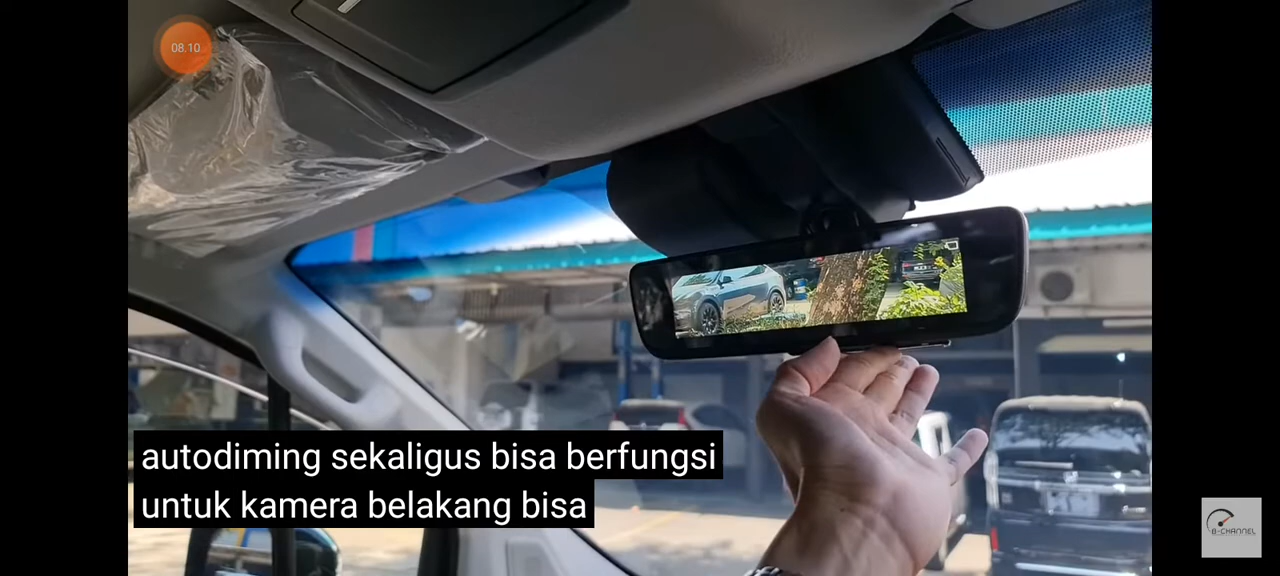 08.10
autodiming sekaligus bisa berfungsi
untuk kamera belakang bisa
B-CHANNEL